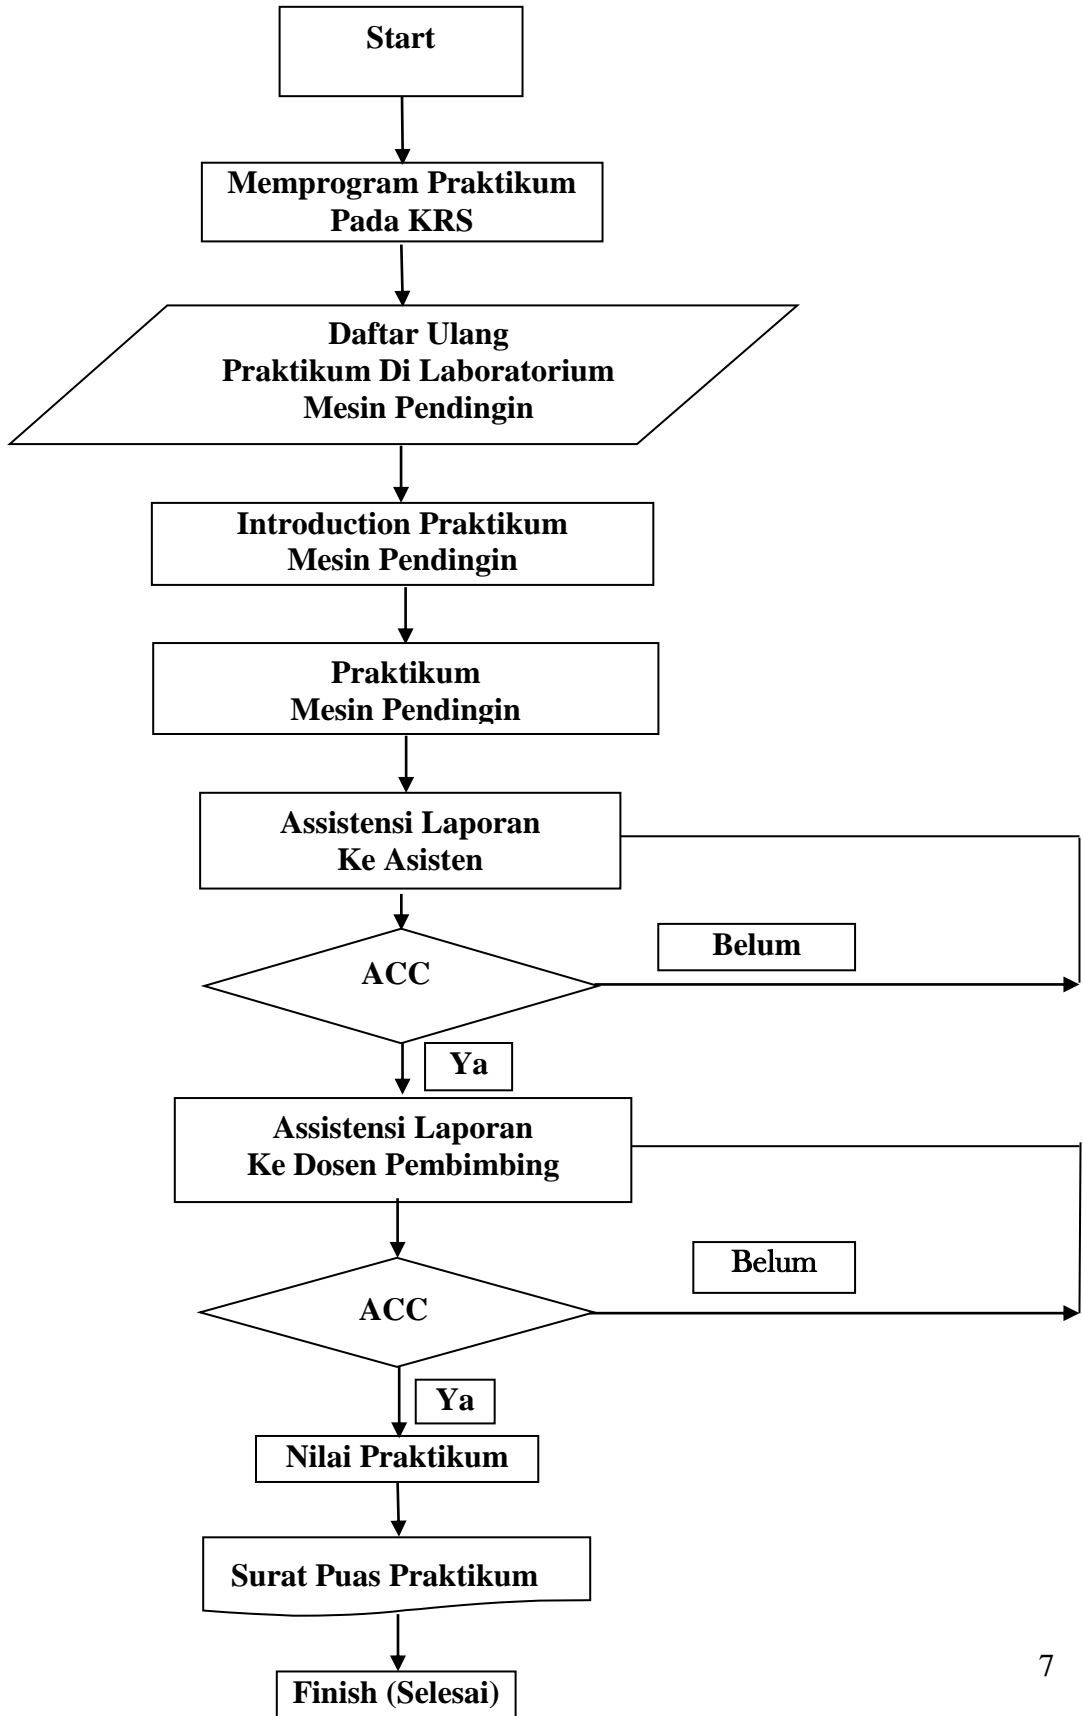 Start
Memprogram Praktikum
Pada KRS
Daftar Ulang
Praktikum Di Laboratorium
Mesin Pendingin
Introduction Praktikum
Mesin Pendingin
Praktikum
Mesin Pendingin
Assistensi Laporan
Ke Asisten
Belum
ACC
Ya
Assistensi Laporan
Ke Dosen Pembimbing
Belum
ACC
Ya
Nilai Praktikum
Surat Puas Praktikum
7
Finish (Selesai)